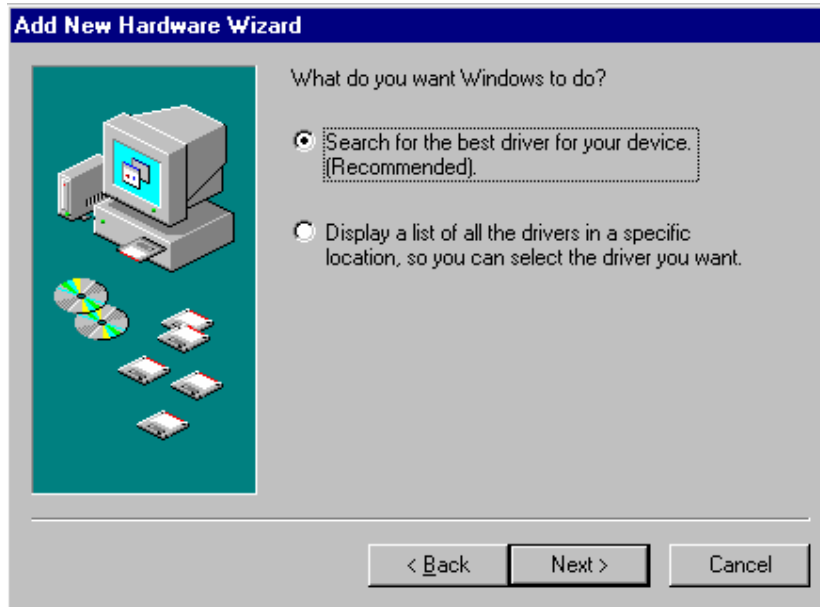 Add New Hardware Wizard
What do you want Windows to do?
Search for the best driver for your device.
(Recommended).
Display a list of all the drivers in a specific
location, so you can select the driver you want.
< Back
Next >
Cancel